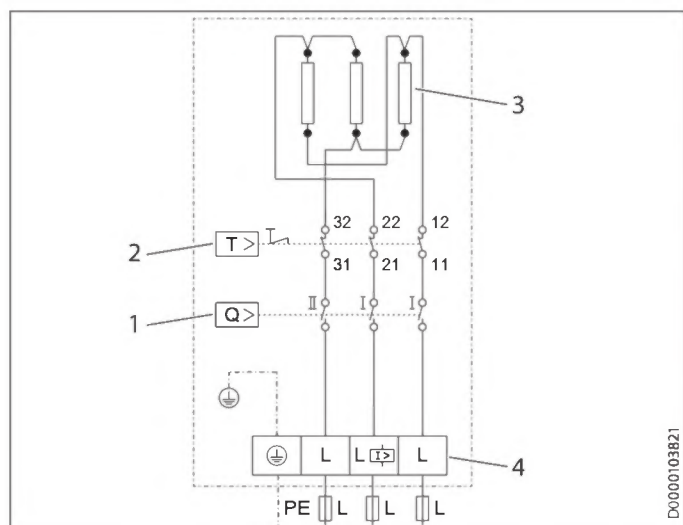 3
32 22 12
2 T> T
31 21 11
II I I
1 Q>
L L I> L
4
PE L L L
D0000103821